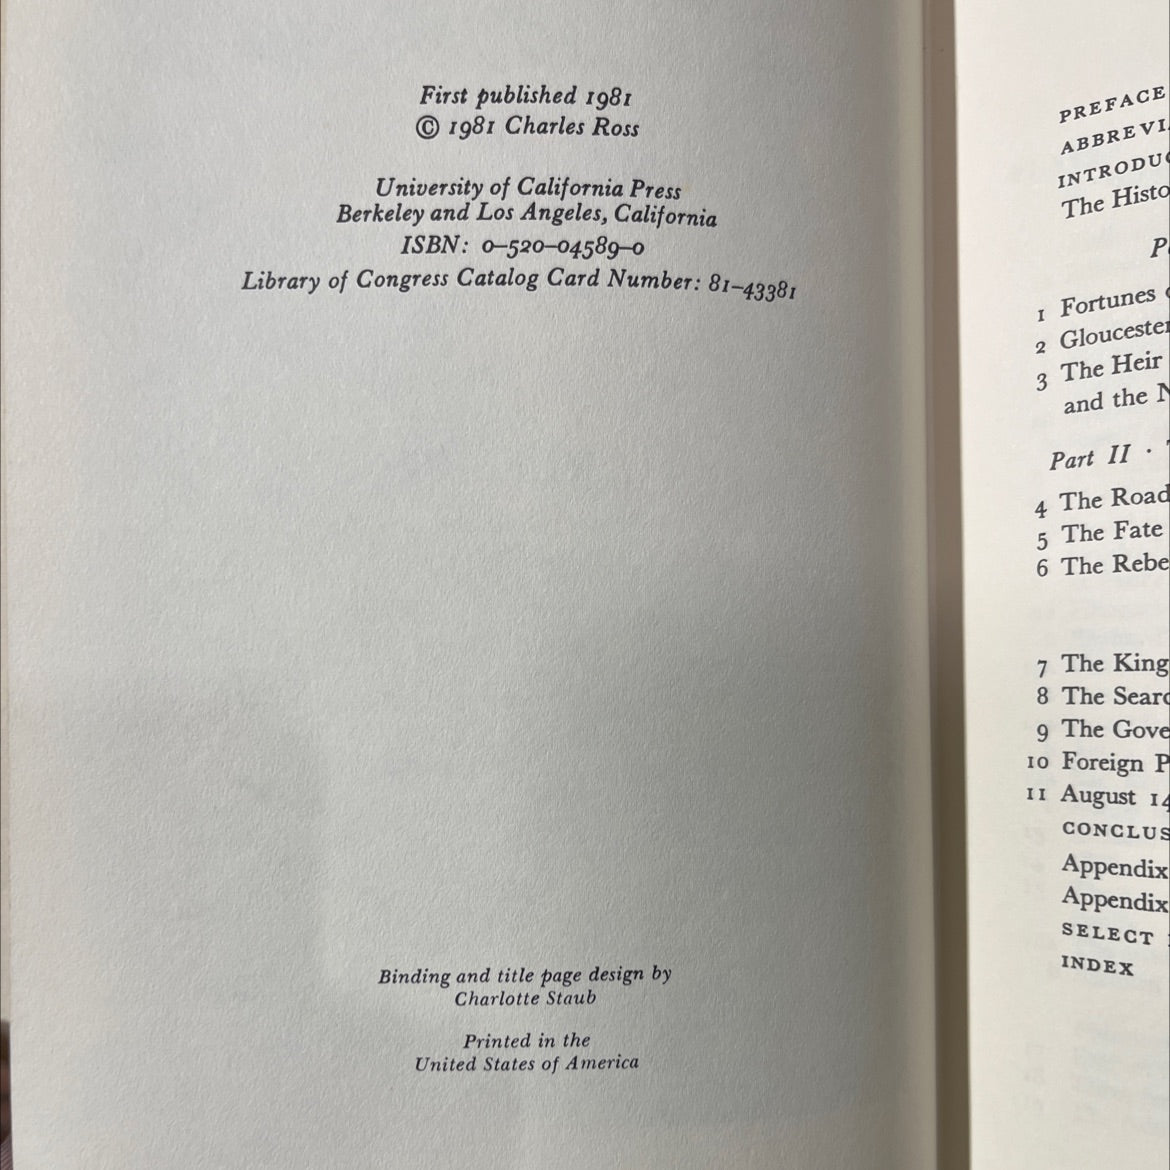 First published 1981
© 1981 Charles Ross
University of California Press
Berkeley and Los Angeles, California
ISBN: 0–520–04589–0
Library of Congress Catalog Card Number: 81–43381
Binding and title page design by
Charlotte Staub
Printed in the
United States of America
PREFACE
The Histo
1 Fortunes
2 Gloucester
3 The Heir
and the N
Part II ·
4 The Road
5 The Fate
6 The Rebe
7 The King
8 The Searc
9 The Gove
10 Foreign P
11 August 14
CONCLUS
Appendix
Appendix
SELECT
INDEX